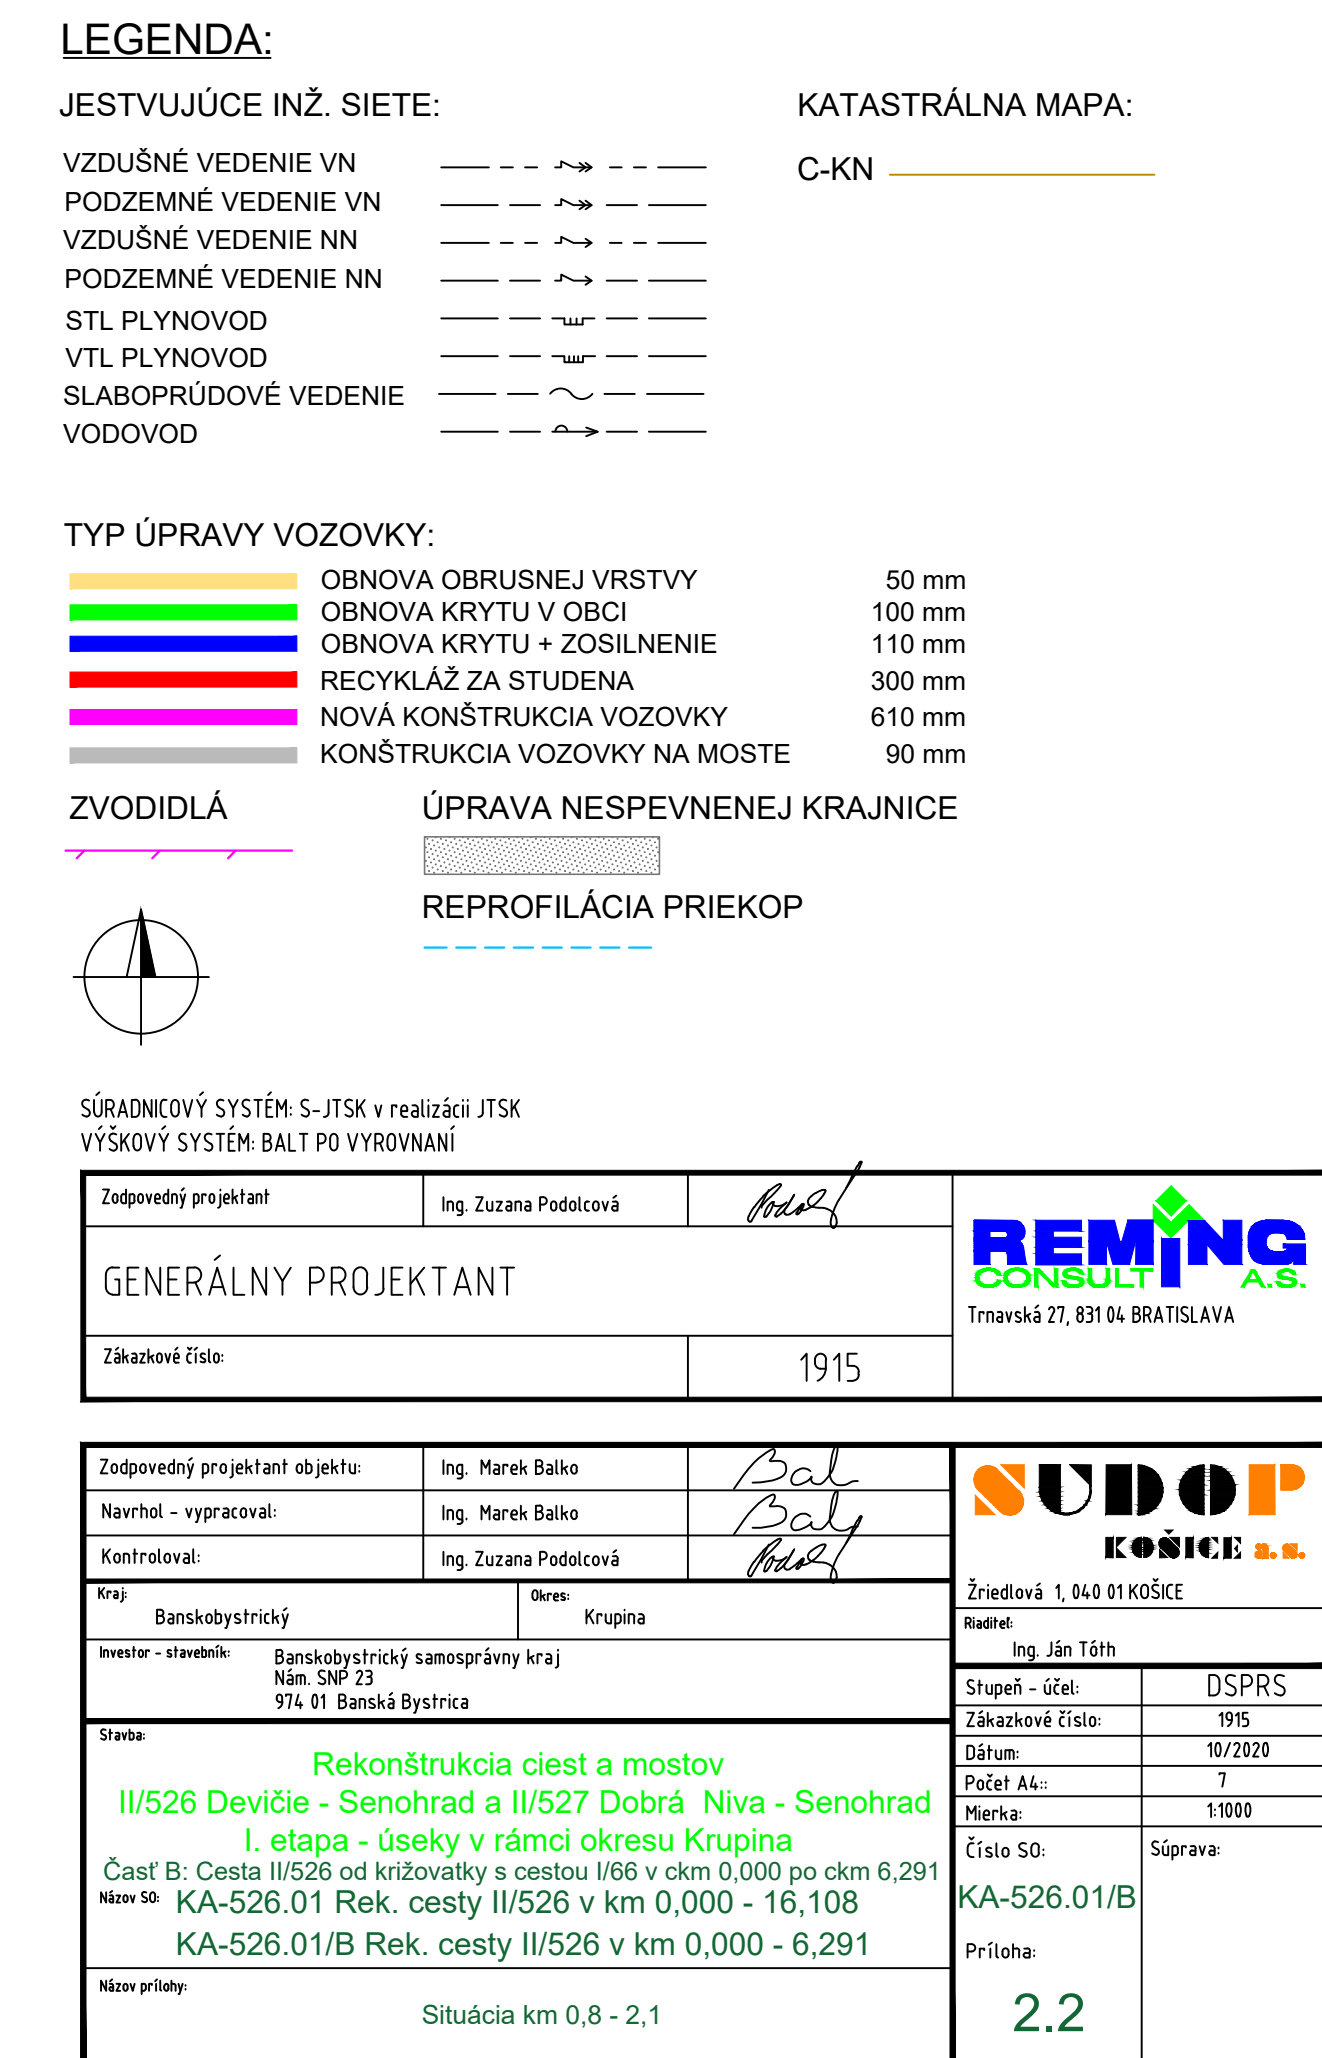 LEGENDA:
JESTVUJÚCE INŽ. SIETE:
VZDUŠNÉ VEDENIE VN
PODZEMNÉ VEDENIE VN
VZDUŠNÉ VEDENIE NN
PODZEMNÉ VEDENIE NN
STL PLYNOVOD
VTL PLYNOVOD
SLABOPRÚDOVÉ VEDENIE
VODOVOD
KATASTRÁLNA MAPA:
C-KN
TYP ÚPRAVY VOZOVKY:
OBNOVA OBRUSNEJ VRSTVY 50 mm
OBNOVA KRYTU V OBCI 100 mm
OBNOVA KRYTU + ZOSILNENIE 110 mm
RECYKLÁŽ ZA STUDENA 300 mm
NOVÁ KONŠTRUKCIA VOZOVKY 610 mm
KONŠTRUKCIA VOZOVKY NA MOSTE 90 mm
ZVODIDLÁ
ÚPRAVA NESPEVNENEJ KRAJNICE
REPROFILÁCIA PRIEKOP
SÚRADNICOVÝ SYSTÉM: S-JTSK v realizácii JTSK
VÝŠKOVÝ SYSTÉM: BALT PO VYROVNANÍ
Zodpovedný projektant Ing. Zuzana Podolcová
GENERÁLNY PROJEKTANT
Zákazkové číslo: 1915
REMING
CONSULT A.S.
Trnavská 27, 831 04 BRATISLAVA
Zodpovedný projektant objektu: Ing. Marek Balko
Navrhol - vypracoval: Ing. Marek Balko
Kontroloval: Ing. Zuzana Podolcová
Kraj: Banskobystrický
Okres: Krupina
Investor - stavebník: Banskobystrický samosprávny kraj
Nám. SNP 23
974 01 Banská Bystrica
SUDOP
KOŠICE a.s.
Žriedlová 1, 040 01 KOŠICE
Riaditeľ:
Ing. Ján Tóth
Stupeň - účel: DSPRS
Zákazkové číslo: 1915
Dátum: 10/2020
Počet A4:: 7
Mierka: 1:1000
Stavba:
Rekonštrukcia ciest a mostov
II/526 Devičie - Senohrad a II/527 Dobrá Niva - Senohrad
I. etapa - úseky v rámci okresu Krupina
Časť B: Cesta II/526 od križovatky s cestou I/66 v ckm 0,000 po ckm 6,291
Názov SO: KA-526.01 Rek. cesty II/526 v km 0,000 - 16,108
KA-526.01/B Rek. cesty II/526 v km 0,000 - 6,291
Názov prílohy:
Situácia km 0,8 - 2,1
Číslo SO:
KA-526.01/B
Súprava:
Príloha:
2.2